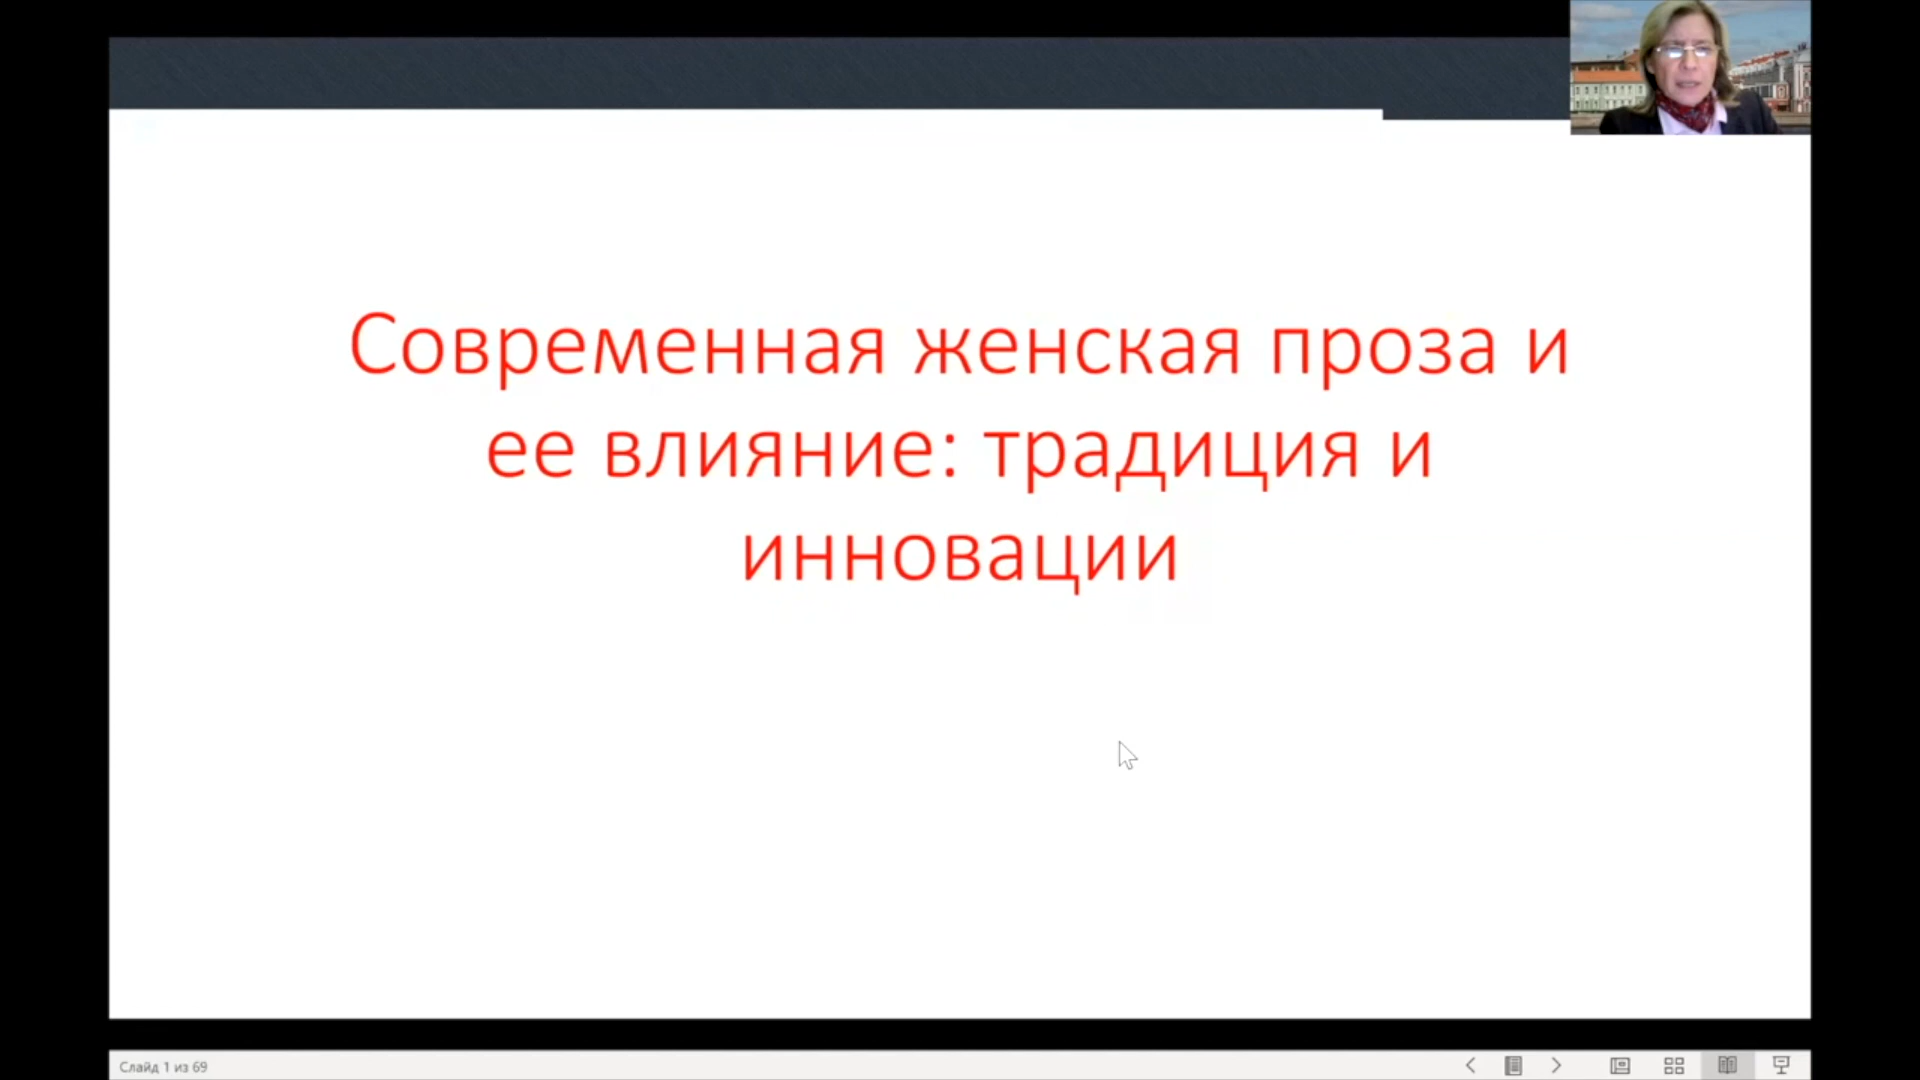 Современная женская проза и
ее влияние: традиция и
инновации
Слайд 1 из 69